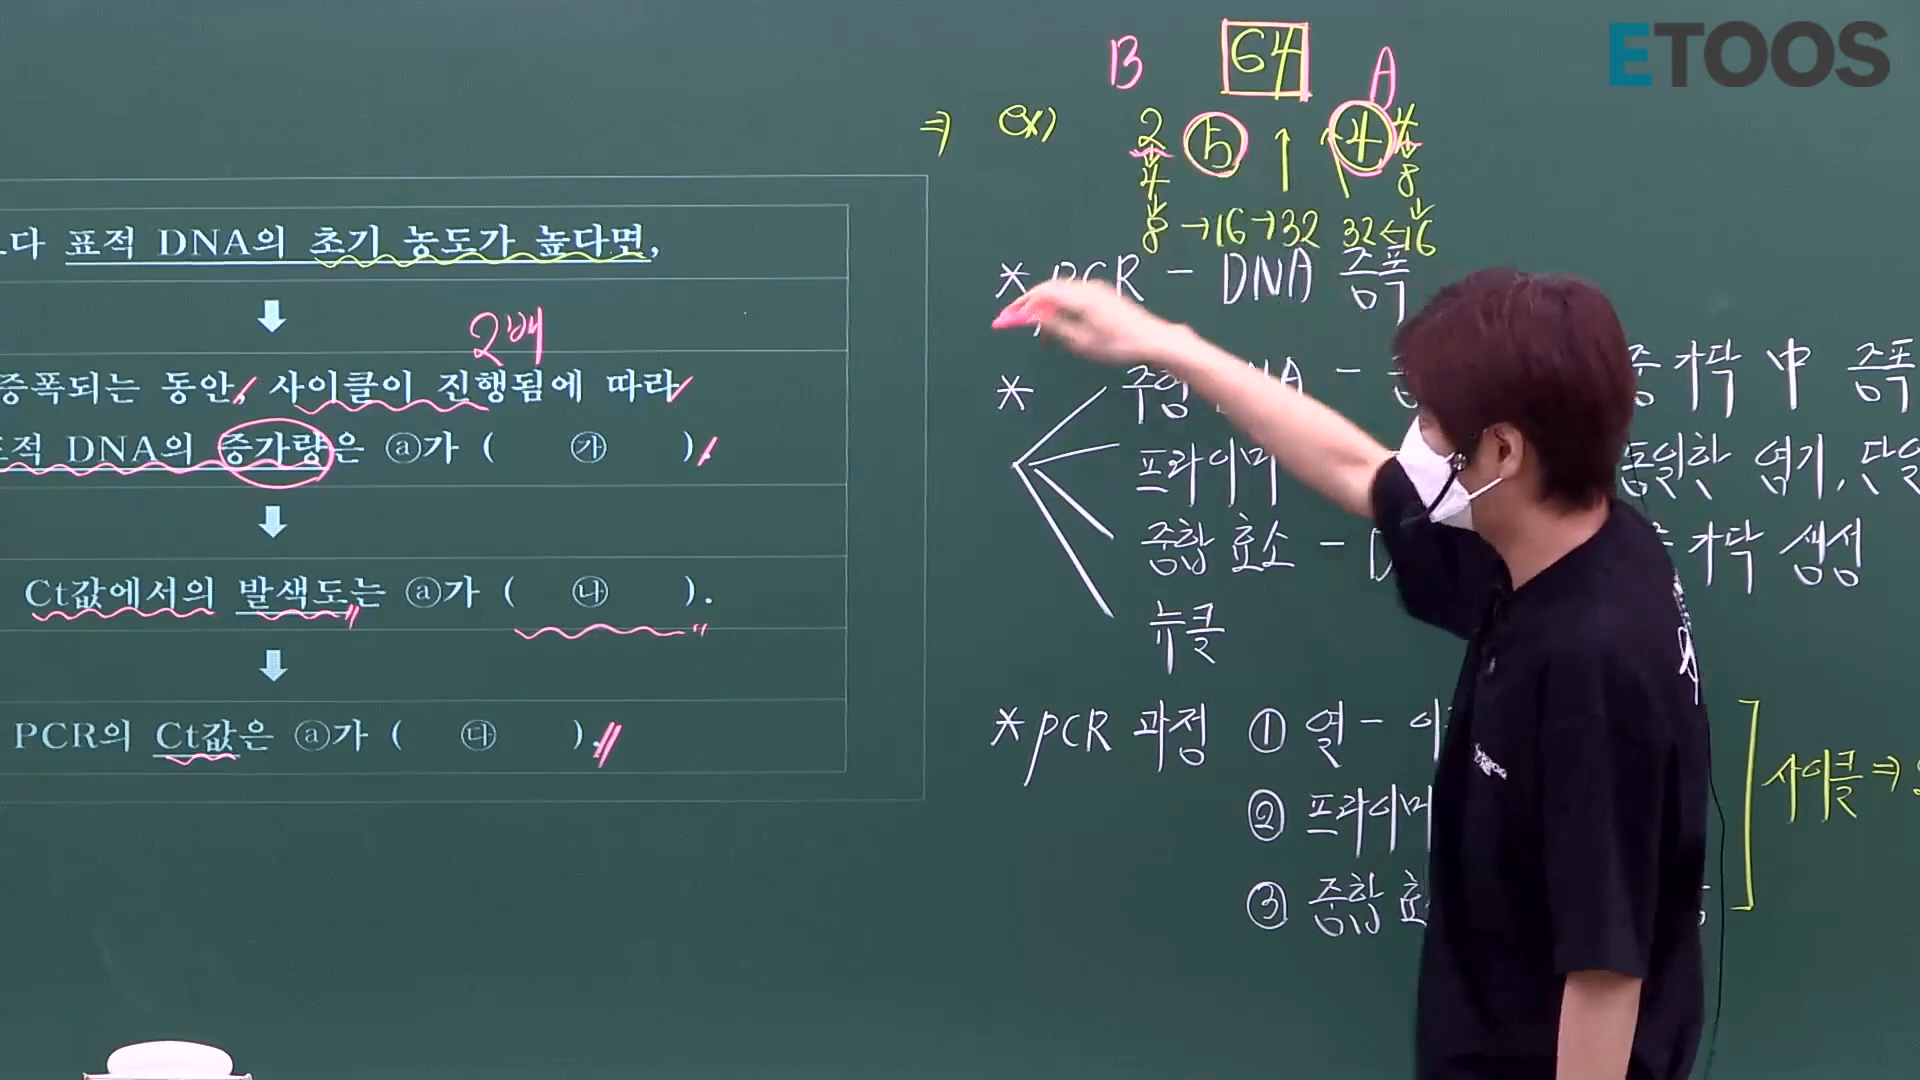 ETOOS
B 64 A
⇒ ex) 2 5 ↑ 4 4
↓ ↓
4 8
↓ ↓
8 →16 →32 32 ←16
다 표적 DNA의 초기 농도가 높다면,
2배
증폭되는 동안, 사이클이 진행됨에 따라
적 DNA의 증가량은 ⓐ가 ( ㉮ ),
Ct값에서의 발색도는 ⓐ가 ( ㉯ ).
PCR의 Ct값은 ⓐ가 ( ㉰ ).
* PCR - DNA 증폭
* 주형 - 가닥 中 증폭
프라이머 동일한 염기, 단일
중합 효소 - D 가닥 생성
뉴클
* PCR 과정 ① 열 -
② 프라이머
③ 중합 효
사이클 ⇒